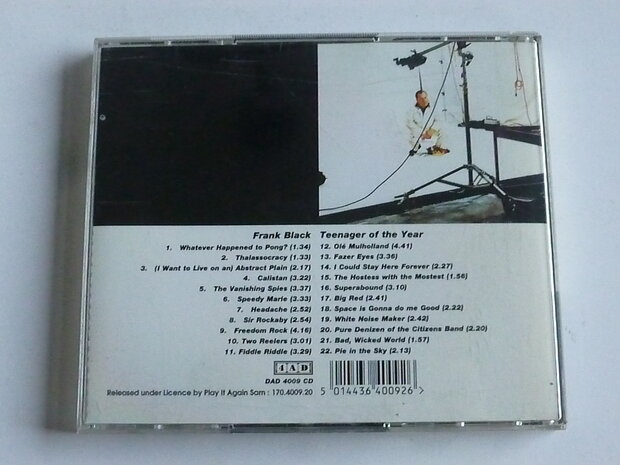 Frank Black Teenager of the Year
1. Whatever Happened to Pong? (1.34)
2. Thalassocracy (1.33)
3. (I Want to Live on an) Abstract Plain (2.17)
4. Calistan (3.22)
5. The Vanishing Spies (3.37)
6. Speedy Marie (3.33)
7. Headache (2.52)
8. Sir Rockaby (2.54)
9. Freedom Rock (4.16)
10. Two Reelers (3.01)
11. Fiddle Riddle (3.29)
12. Olé Mulholland (4.41)
13. Fazer Eyes (3.36)
14. I Could Stay Here Forever (2.27)
15. The Hostess with the Mostest (1.56)
16. Superabound (3.10)
17. Big Red (2.41)
18. Space is Gonna do me Good (2.22)
19. White Noise Maker (2.42)
20. Pure Denizen of the Citizens Band (2.20)
21. Bad, Wicked World (1.57)
22. Pie in the Sky (2.13)
4AD
DAD 4009 CD
Released under Licence by Play It Again Sam : 170.4009.20
5 014436 400926 >